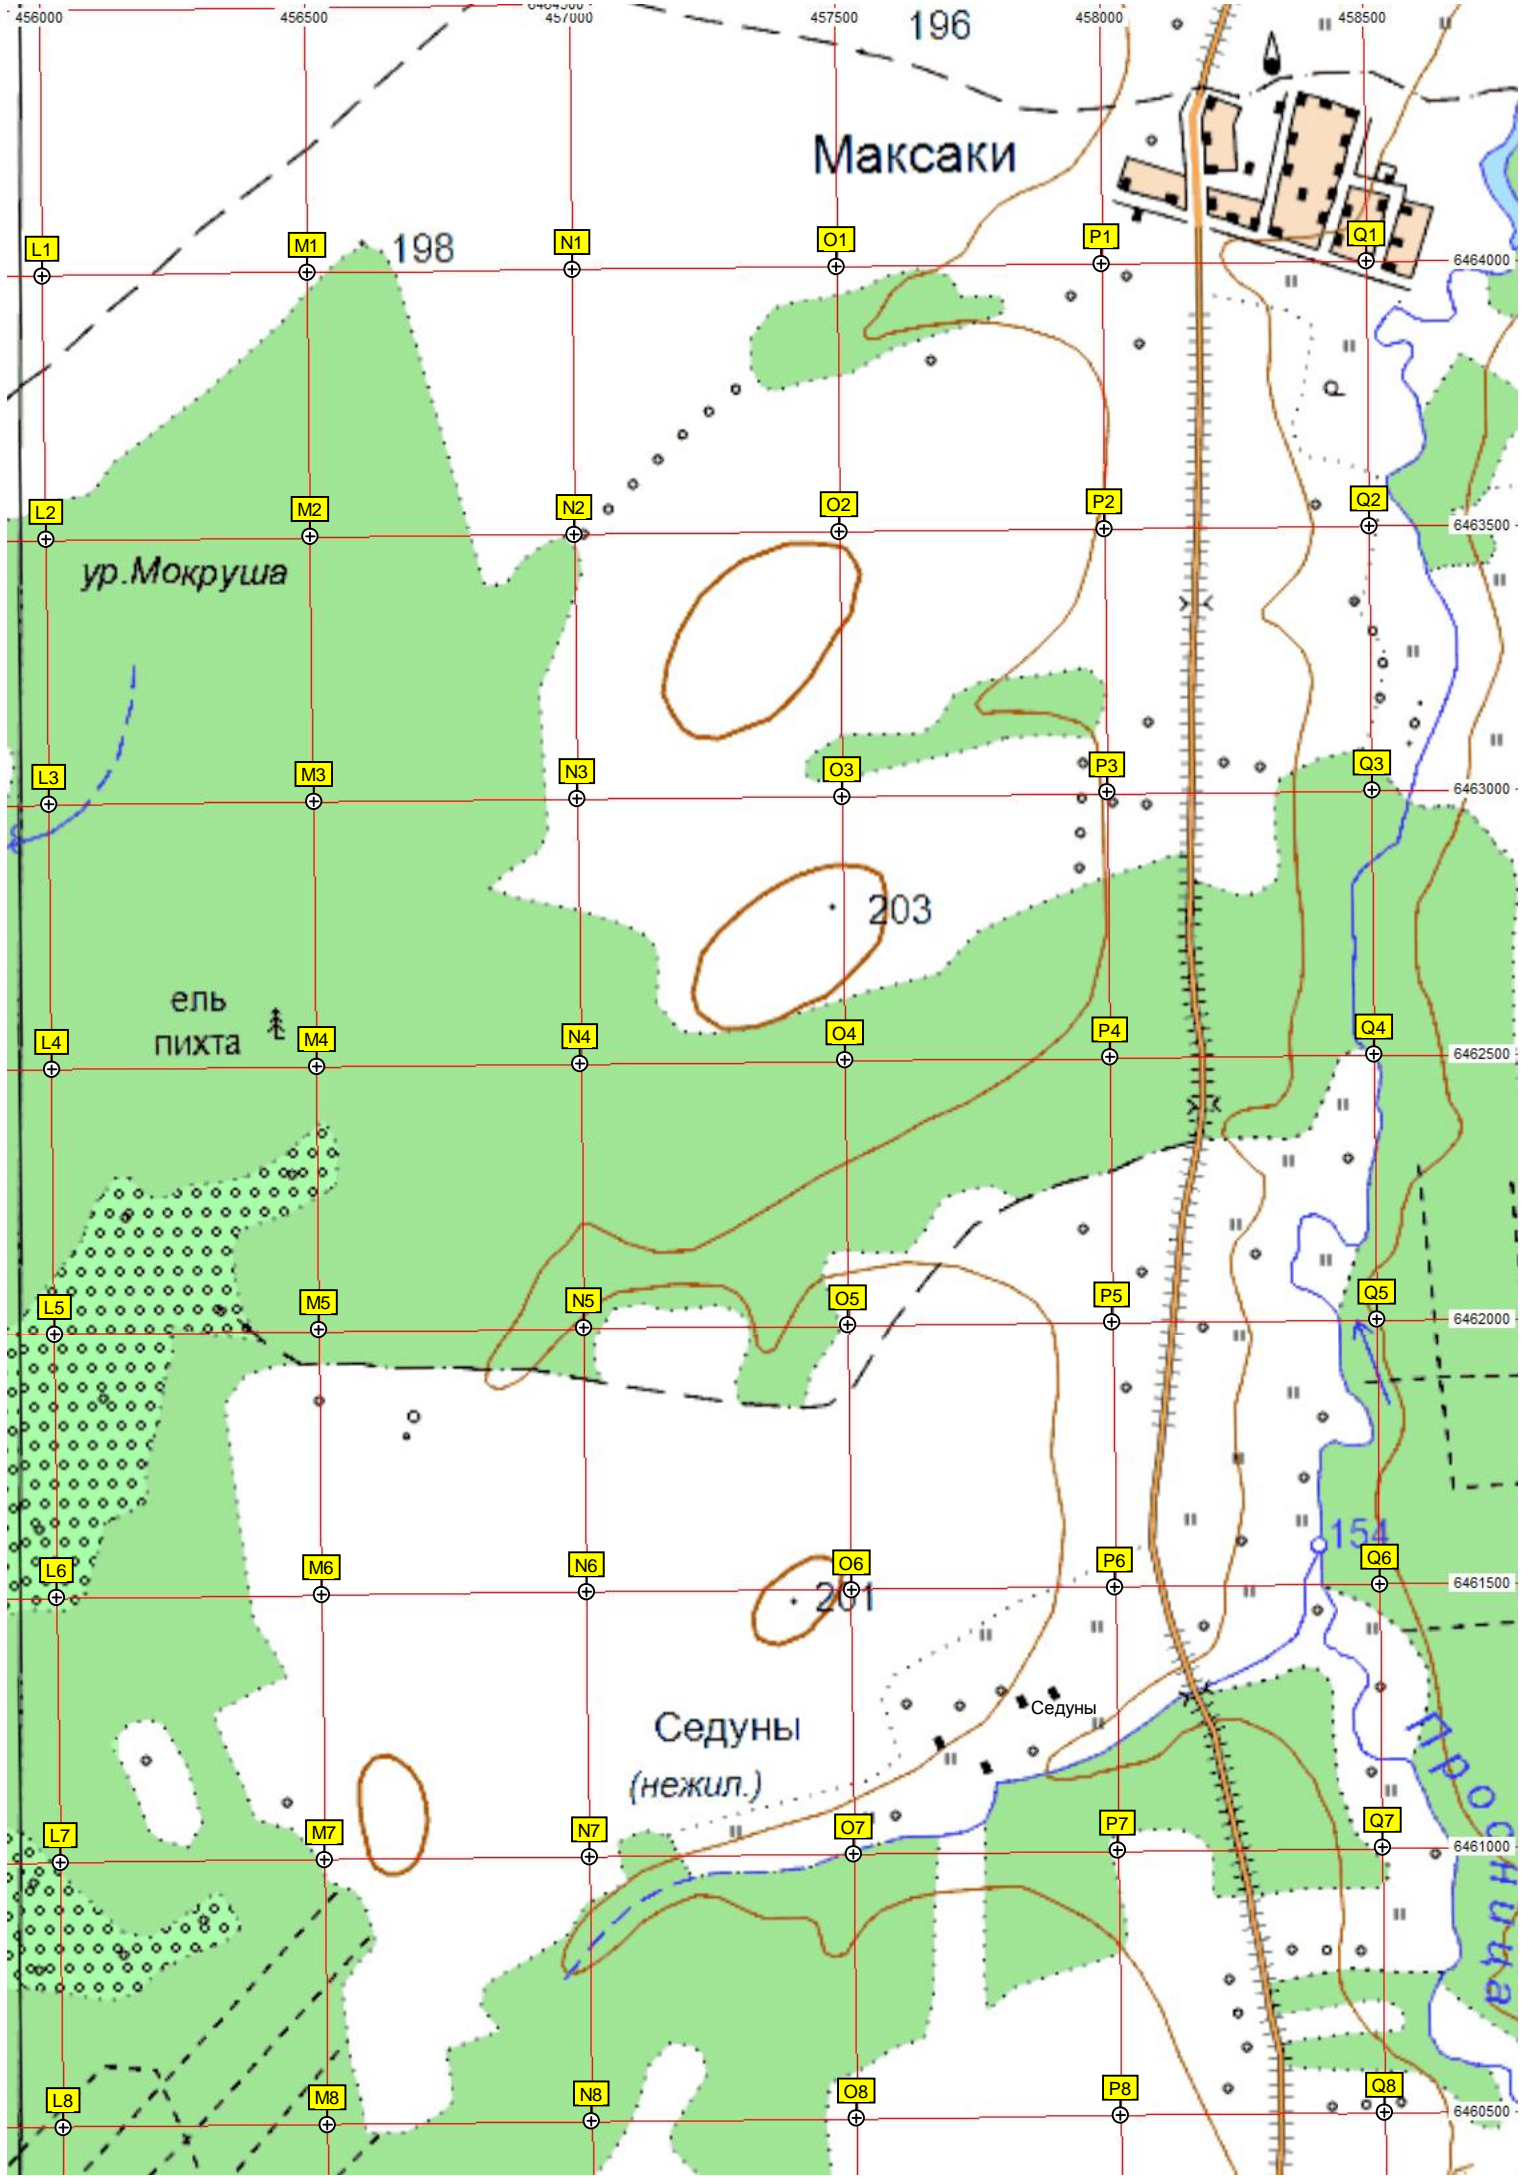 456000 456500 457000 457500 458000 458500
196
Максаки
198
L1 M1 N1 O1 P1 Q1
6464000
L2 M2 N2 O2 P2 Q2
6463500
ур.Мокруша
L3 M3 N3 O3 P3 Q3
6463000
203
ель
пихта
L4 M4 N4 O4 P4 Q4
6462500
L5 M5 N5 O5 P5 Q5
6462000
154
L6 M6 N6 O6 P6 Q6
6461500
201
Седуны
Седуны
(нежил.)
Просница
L7 M7 N7 O7 P7 Q7
6461000
L8 M8 N8 O8 P8 Q8
6460500